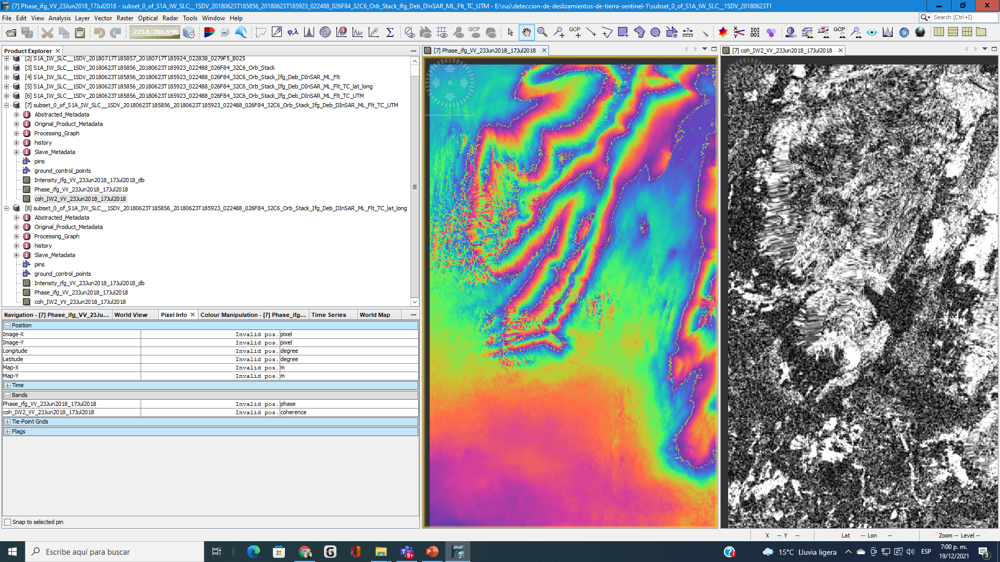 [7] Phase_ifg_VV_23Jun2018_17Jul2018 - subset_0_of_S1A_IW_SLC__1SDV_20180623T185856_20180623T185923_022488_026F84_32C6_Orb_Stack_Ifg_Deb_DInSAR_ML_Flt_TC_UTM - E:\rus\deteccion-de-deslizamientos-de-tierra-sentinel-1\subset_0_of_S1A_IW_SLC__1SDV_20180623T1
File Edit View Analysis Layer Vector Raster Optical Radar Tools Window Help
Search (Ctrl+I)
275.8/788.5MB
Product Explorer
[7] Phase_ifg_VV_23Jun2018_17Jul2018
[7] coh_IW2_VV_23Jun2018_17Jul2018
[2] S1A_IW_SLC__1SDV_20180717T185857_20180717T185924_022838_0279F5_B025
[3] S1A_IW_SLC__1SDV_20180623T185856_20180623T185923_022488_026F84_32C6_Orb_Stack
[4] S1A_IW_SLC__1SDV_20180623T185856_20180623T185923_022488_026F84_32C6_Orb_Stack_Ifg_Deb_DInSAR_ML_Flt
[5] S1A_IW_SLC__1SDV_20180623T185856_20180623T185923_022488_026F84_32C6_Orb_Stack_Ifg_Deb_DInSAR_ML_Flt_TC_lat_long
[6] S1A_IW_SLC__1SDV_20180623T185856_20180623T185923_022488_026F84_32C6_Orb_Stack_Ifg_Deb_DInSAR_ML_Flt_TC_UTM
[7] subset_0_of_S1A_IW_SLC__1SDV_20180623T185856_20180623T185923_022488_026F84_32C6_Orb_Stack_Ifg_Deb_DInSAR_ML_Flt_TC_UTM
Abstracted_Metadata
Original_Product_Metadata
Processing_Graph
history
Slave_Metadata
pins
ground_control_points
Intensity_ifg_VV_23Jun2018_17Jul2018_db
Phase_ifg_VV_23Jun2018_17Jul2018
coh_IW2_VV_23Jun2018_17Jul2018
[8] subset_0_of_S1A_IW_SLC__1SDV_20180623T185856_20180623T185923_022488_026F84_32C6_Orb_Stack_Ifg_Deb_DInSAR_ML_Flt_TC_lat_long
Abstracted_Metadata
Original_Product_Metadata
Processing_Graph
history
Slave_Metadata
pins
ground_control_points
Intensity_ifg_VV_23Jun2018_17Jul2018_db
Phase_ifg_VV_23Jun2018_17Jul2018
coh_IW2_VV_23Jun2018_17Jul2018
Navigation - [7] Phase_ifg_VV_23Ju... World View Pixel Info Colour Manipulation - [7] Phase_ifg... Time Series World Map
Position
Image-X Invalid pos. pixel
Image-Y Invalid pos. pixel
Longitude Invalid pos. degree
Latitude Invalid pos. degree
Map-X Invalid pos. m
Map-Y Invalid pos. m
Time
Bands
Phase_ifg_VV_23Jun2018_17Jul2018 Invalid pos. phase
coh_IW2_VV_23Jun2018_17Jul2018 Invalid pos. coherence
Tie-Point Grids
Flags
Snap to selected pin
X -- Y -- Lat -- Lon -- Zoom -- Level --
Escribe aquí para buscar
15°C Lluvia ligera
ESP
7:00 p. m.
19/12/2021